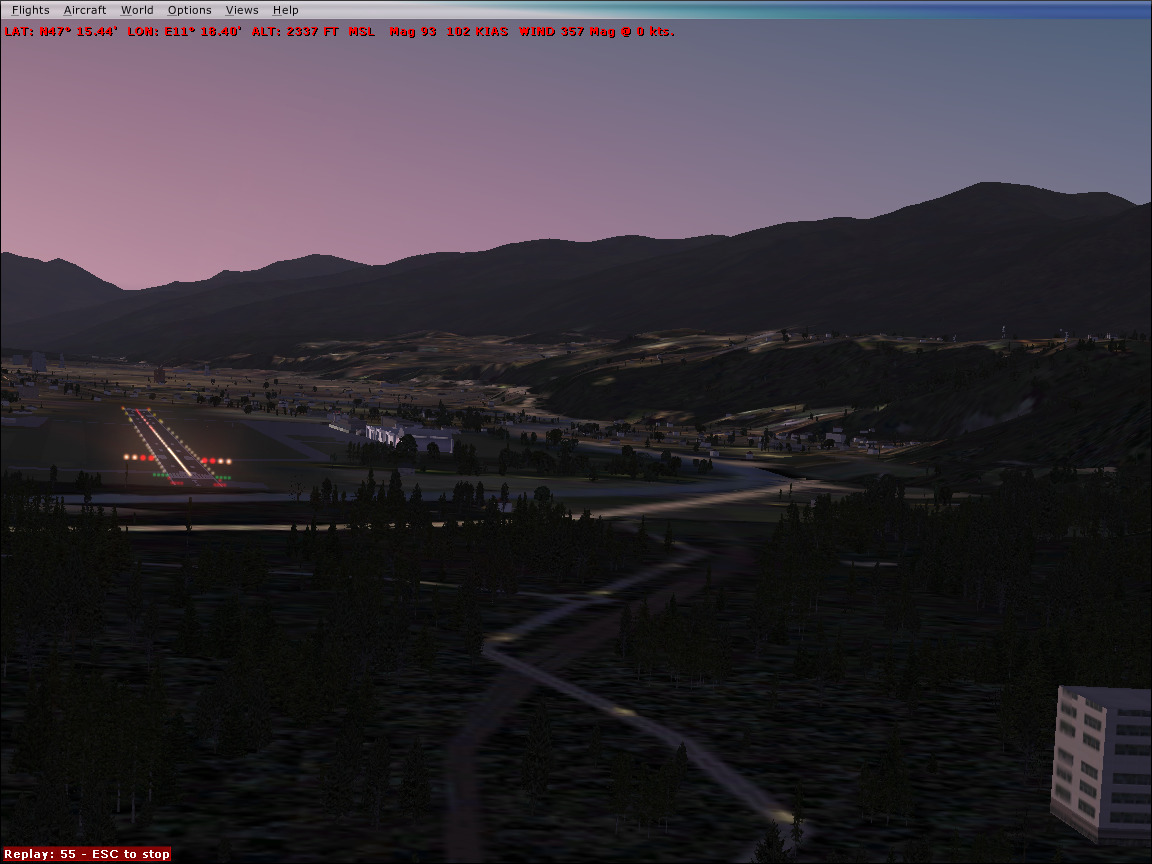 Flights Aircraft World Options Views Help
LAT: N47° 15.44' LON: E11° 18.40' ALT: 2337 FT MSL Mag 93 102 KIAS WIND 357 Mag @ 0 kts.
Replay: 55 - ESC to stop